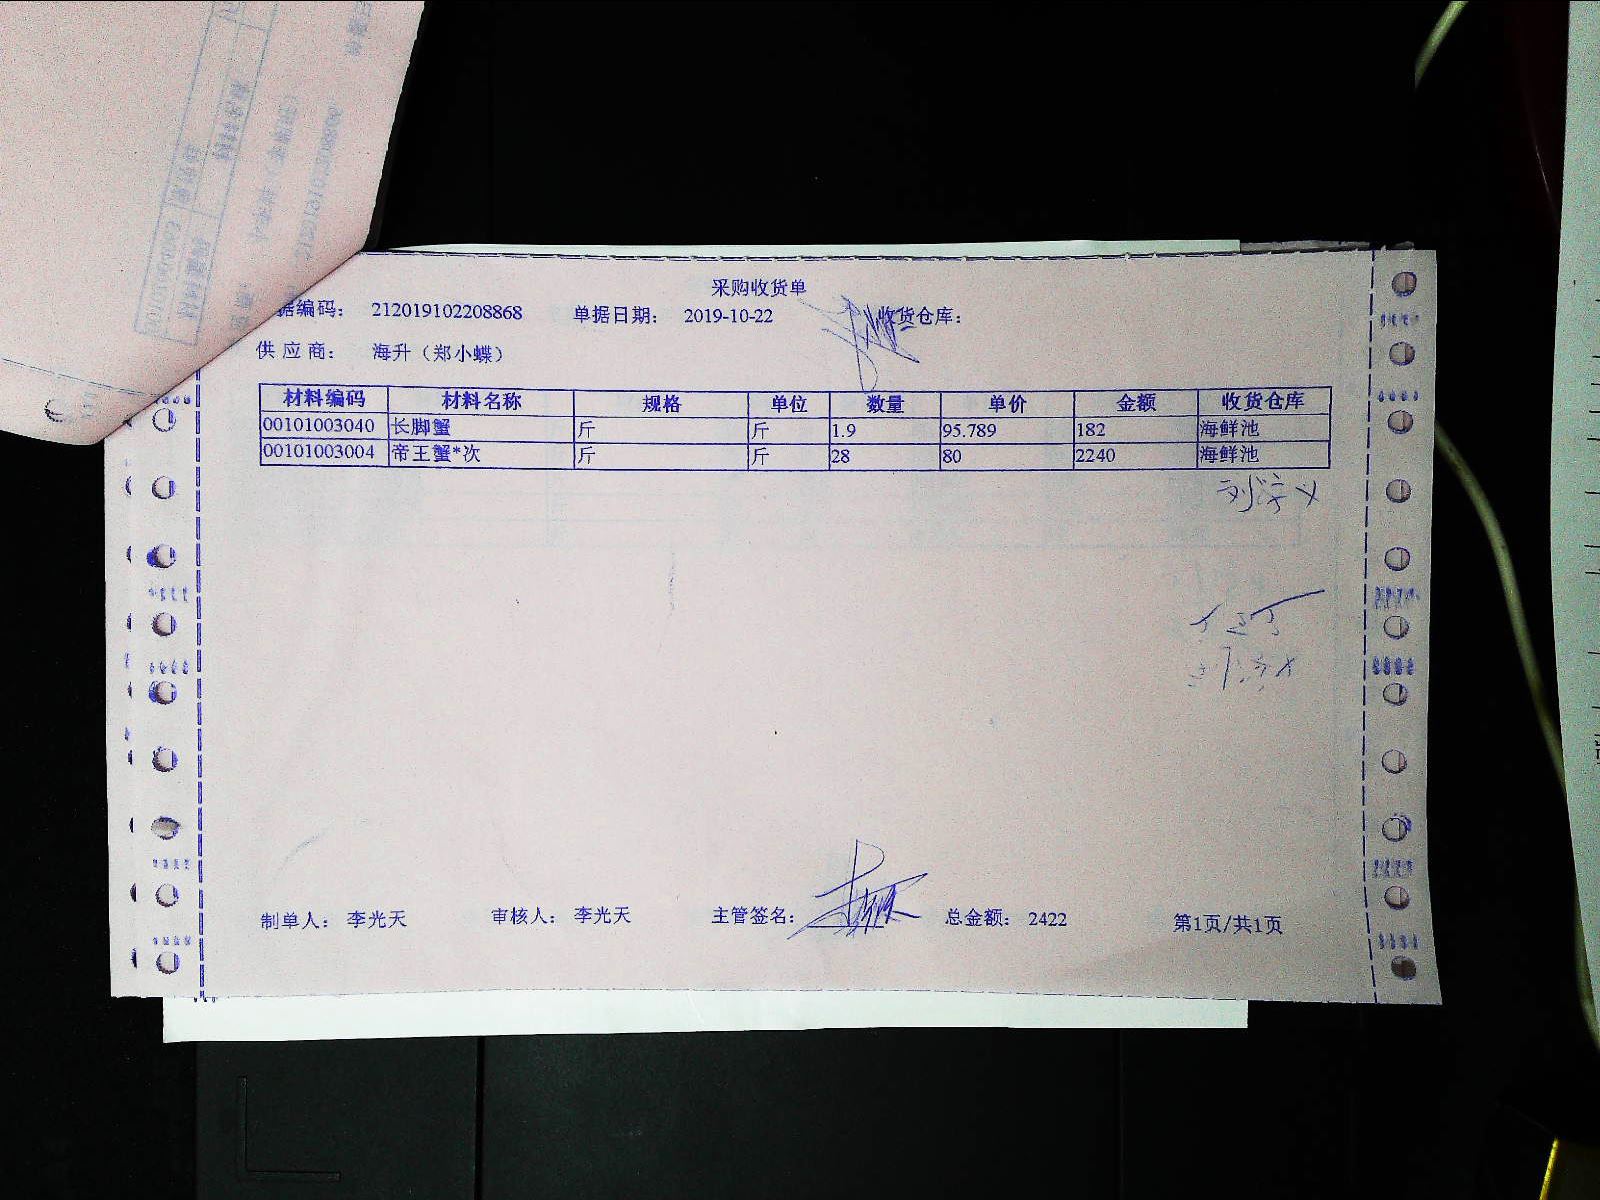 采购收货单
据编码： 212019102208868 单据日期： 2019-10-22 收货仓库：
供应商： 海升（郑小蝶）
材料编码 材料名称 规格 单位 数量 单价 金额 收货仓库
00101003040 长脚蟹 斤 斤 1.9 95.789 182 海鲜池
00101003004 帝王蟹*次 斤 斤 28 80 2240 海鲜池
制单人： 李光天 审核人： 李光天 主管签名： 总金额： 2422 第1页/共1页